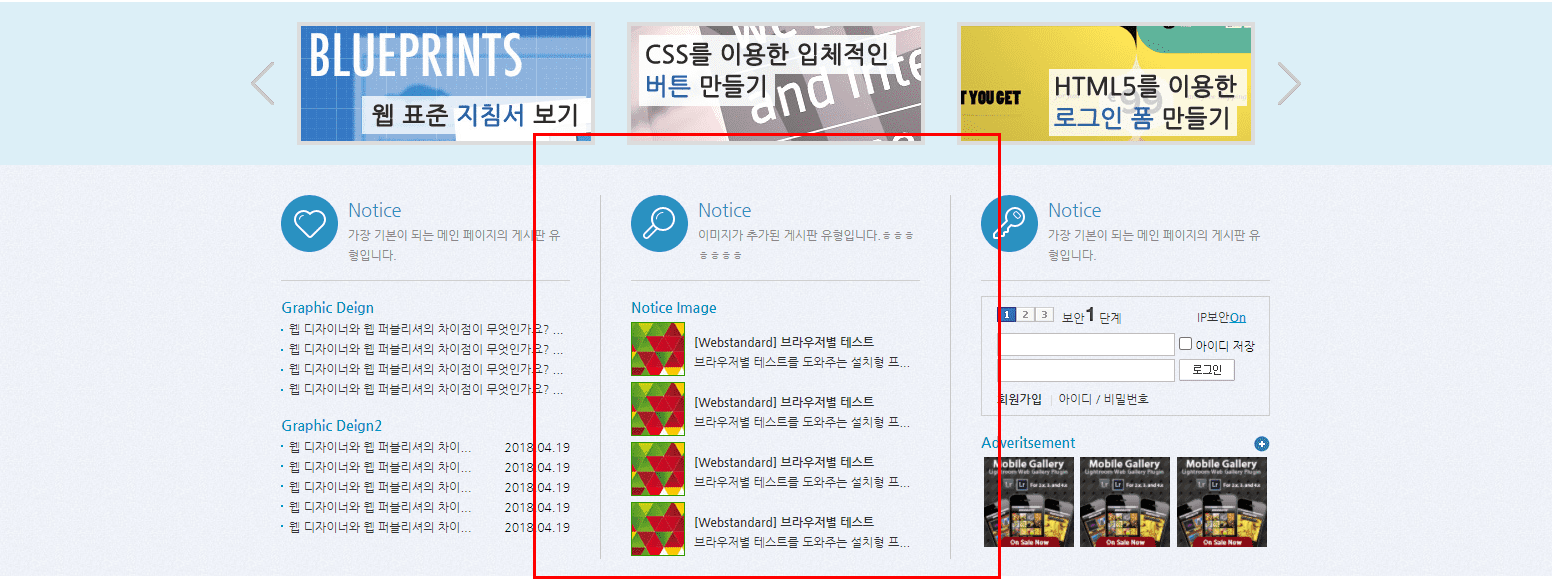 BLUEPRINTS
웹 표준 지침서 보기
CSS를 이용한 입체적인
버튼 만들기
and inte
T YOU GET
HTML5를 이용한
로그인 폼 만들기
Notice
가장 기본이 되는 메인 페이지의 게시판 유
형입니다.
Graphic Deign
웹 디자이너와 웹 퍼블리셔의 차이점이 무엇인가요? ...
웹 디자이너와 웹 퍼블리셔의 차이점이 무엇인가요? ...
웹 디자이너와 웹 퍼블리셔의 차이점이 무엇인가요? ...
웹 디자이너와 웹 퍼블리셔의 차이점이 무엇인가요? ...
Graphic Deign2
웹 디자이너와 웹 퍼블리셔의 차이... 2018.04.19
웹 디자이너와 웹 퍼블리셔의 차이... 2018.04.19
웹 디자이너와 웹 퍼블리셔의 차이... 2018.04.19
웹 디자이너와 웹 퍼블리셔의 차이... 2018.04.19
웹 디자이너와 웹 퍼블리셔의 차이... 2018.04.19
Notice
이미지가 추가된 게시판 유형입니다.ㅎㅎㅎ
ㅎㅎㅎㅎ
Notice Image
[Webstandard] 브라우저별 테스트
브라우저별 테스트를 도와주는 설치형 프...
[Webstandard] 브라우저별 테스트
브라우저별 테스트를 도와주는 설치형 프...
[Webstandard] 브라우저별 테스트
브라우저별 테스트를 도와주는 설치형 프...
[Webstandard] 브라우저별 테스트
브라우저별 테스트를 도와주는 설치형 프...
Notice
가장 기본이 되는 메인 페이지의 게시판 유
형입니다.
1 2 3 보안1 단계 IP보안On
아이디 저장
로그인
회원가입 | 아이디 / 비밀번호
Adveritsement
Mobile Gallery Mobile Gallery Mobile Gallery
Lightroom Web Gallery Plugin Lightroom Web Gallery Plugin Lightroom Web Gallery Plugin
Lr For 2.x, 3, and 4.x Lr For 2.x, 3, and 4.x Lr For 2.x, 3, and 4.x
On Sale Now On Sale Now On Sale Now